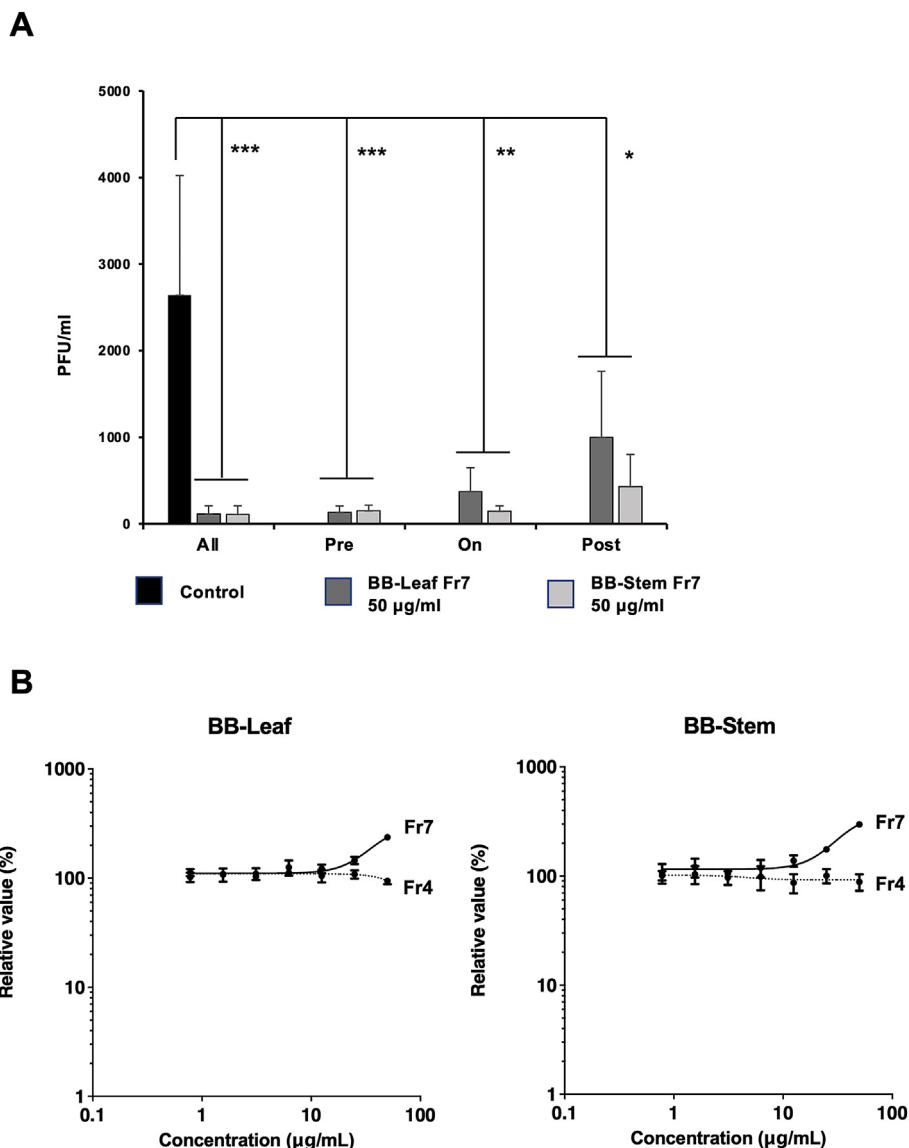 A
5000
4000
3000
2000
1000
0
PFU/ml
***
***
**
*
All
Pre
On
Post
Control
BB-Leaf Fr7
50 μg/ml
BB-Stem Fr7
50 μg/ml
B
BB-Leaf
1000
100
10
1
Relative value (%)
Fr7
Fr4
0.1
1
10
100
Concentration (μg/mL)
BB-Stem
1000
100
10
1
Relative value (%)
Fr7
Fr4
0.1
1
10
100
Concentration (μg/mL)